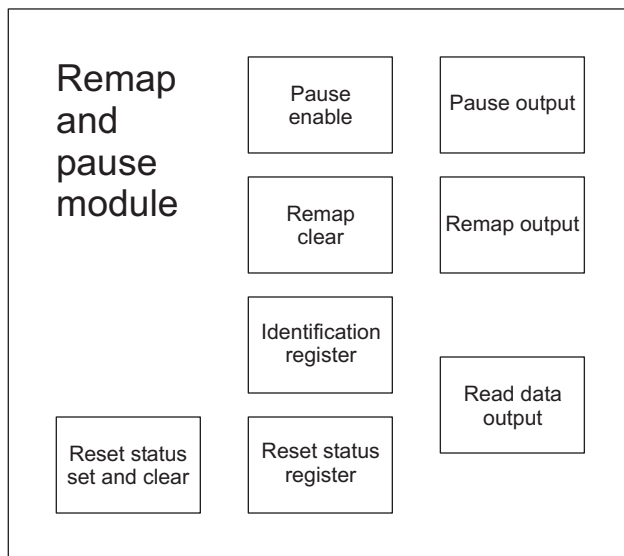 Remap
and
pause
module
Pause
enable
Pause output
Remap
clear
Remap output
Identification
register
Read data
output
Reset status
set and clear
Reset status
register